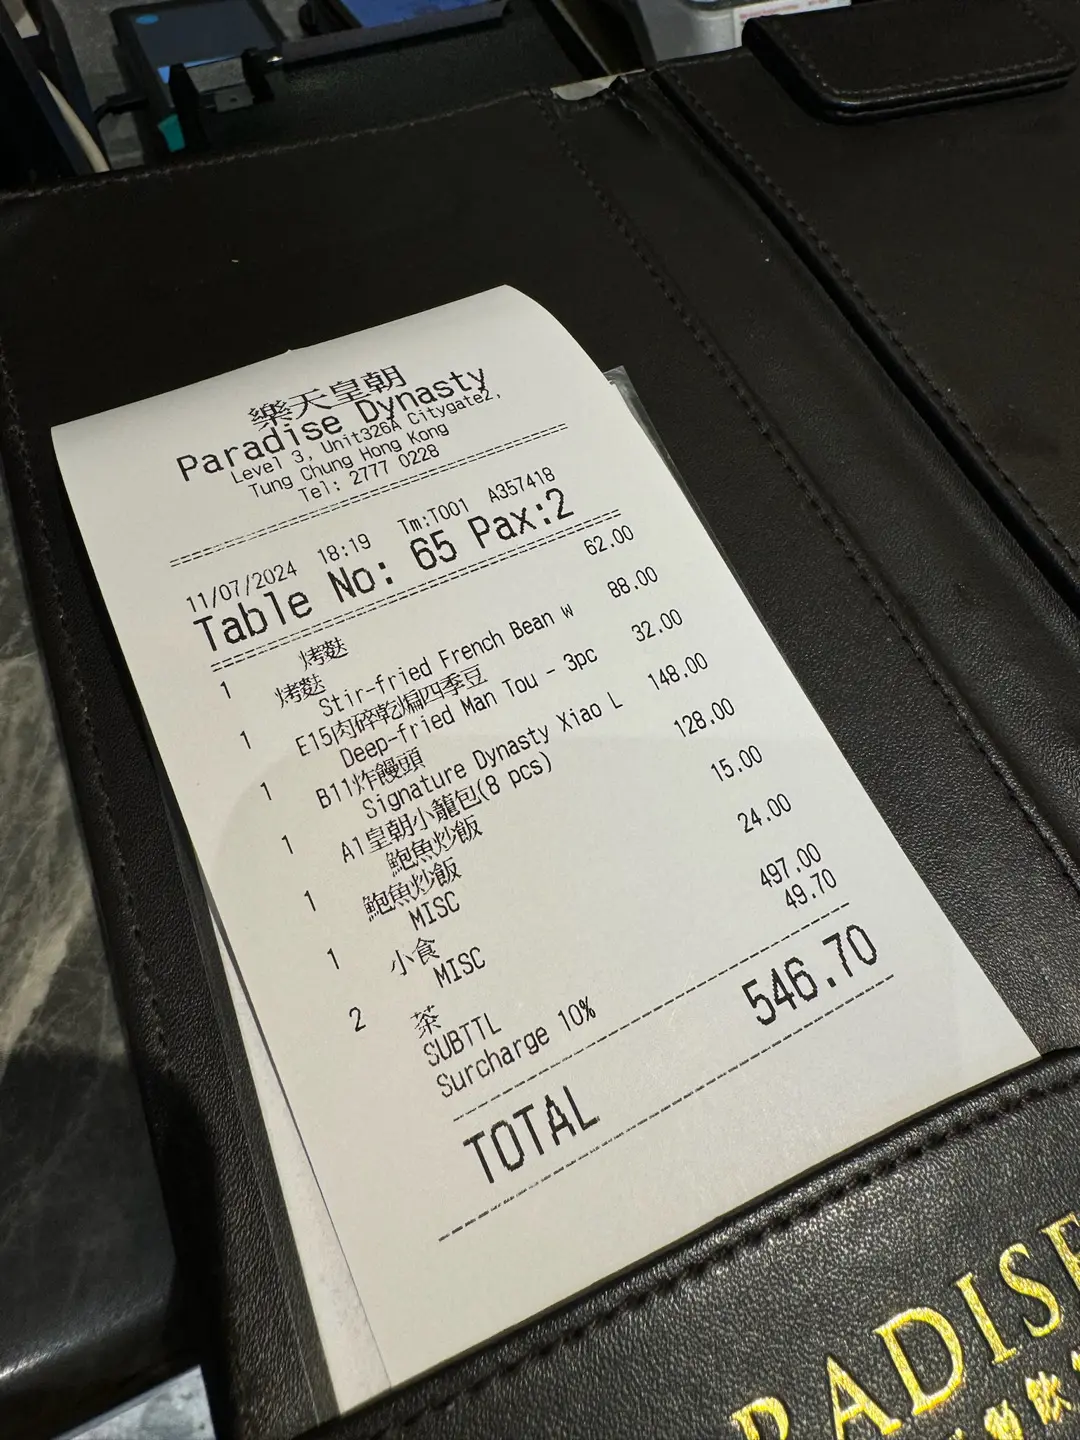 樂天皇朝
Paradise Dynasty
Level 3, Unit326A Citygate2,
Tung Chung Hong Kong
Tel: 2777 0228
11/07/2024 18:19 Tm:T001 A357418
Table No: 65 Pax:2
1 烤麩 62.00
烤麩
1 Stir-fried French Bean W 88.00
E15肉碎乾煸四季豆
1 Deep-fried Man Tou - 3pc 32.00
B11炸饅頭
1 Signature Dynasty Xiao L 148.00
A1皇朝小籠包(8 pcs)
1 鮑魚炒飯 128.00
鮑魚炒飯
1 MISC 15.00
小食
2 MISC 24.00
茶
SUBTTL 497.00
Surcharge 10% 49.70
TOTAL 546.70
RADISE